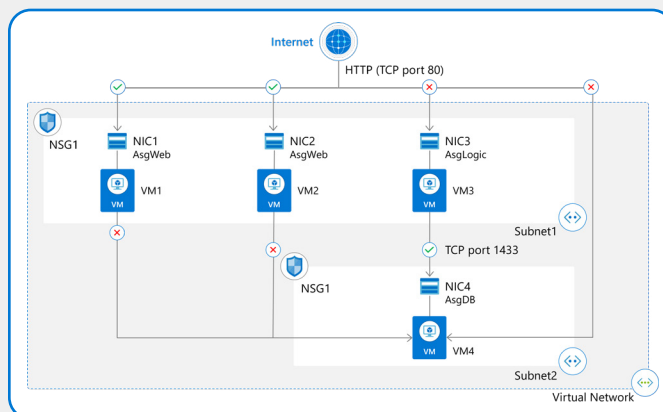 Internet
HTTP (TCP port 80)
NSG1
NIC1
AsgWeb
NIC2
AsgWeb
NIC3
AsgLogic
VM
VM1
VM
VM2
VM
VM3
Subnet1
TCP port 1433
NSG1
NIC4
AsgDB
VM
VM4
Subnet2
Virtual Network